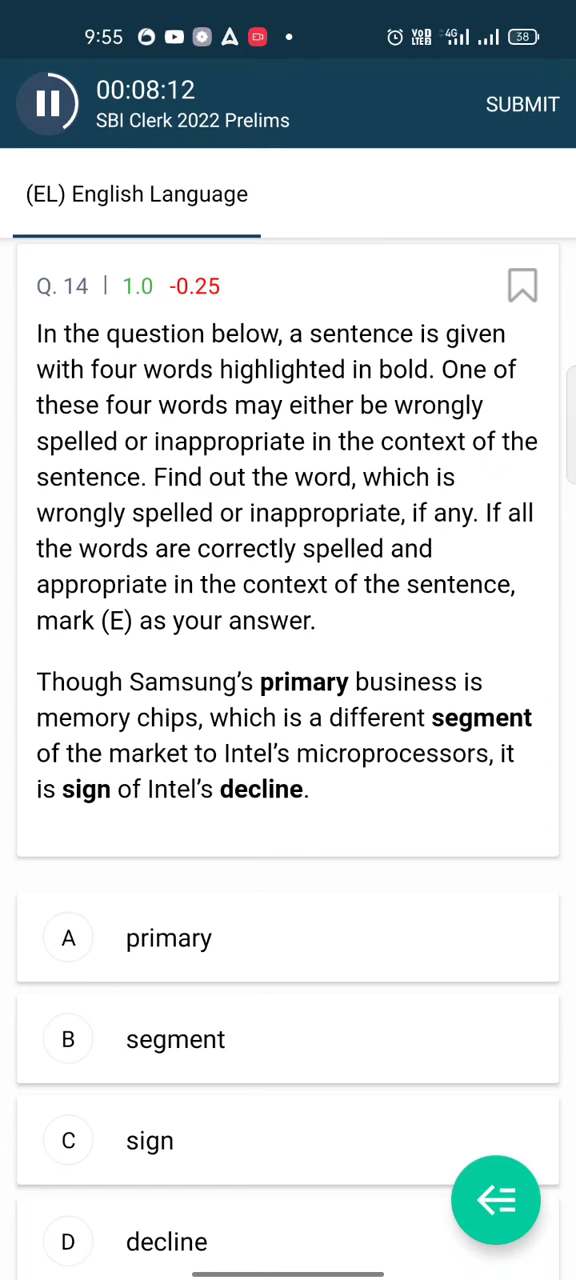 9:55
VoD LTE2 4G 38
00:08:12
SUBMIT
SBI Clerk 2022 Prelims
(EL) English Language
Q. 14 | 1.0 -0.25
In the question below, a sentence is given
with four words highlighted in bold. One of
these four words may either be wrongly
spelled or inappropriate in the context of the
sentence. Find out the word, which is
wrongly spelled or inappropriate, if any. If all
the words are correctly spelled and
appropriate in the context of the sentence,
mark (E) as your answer.
Though Samsung’s primary business is
memory chips, which is a different segment
of the market to Intel’s microprocessors, it
is sign of Intel’s decline.
A primary
B segment
C sign
D decline